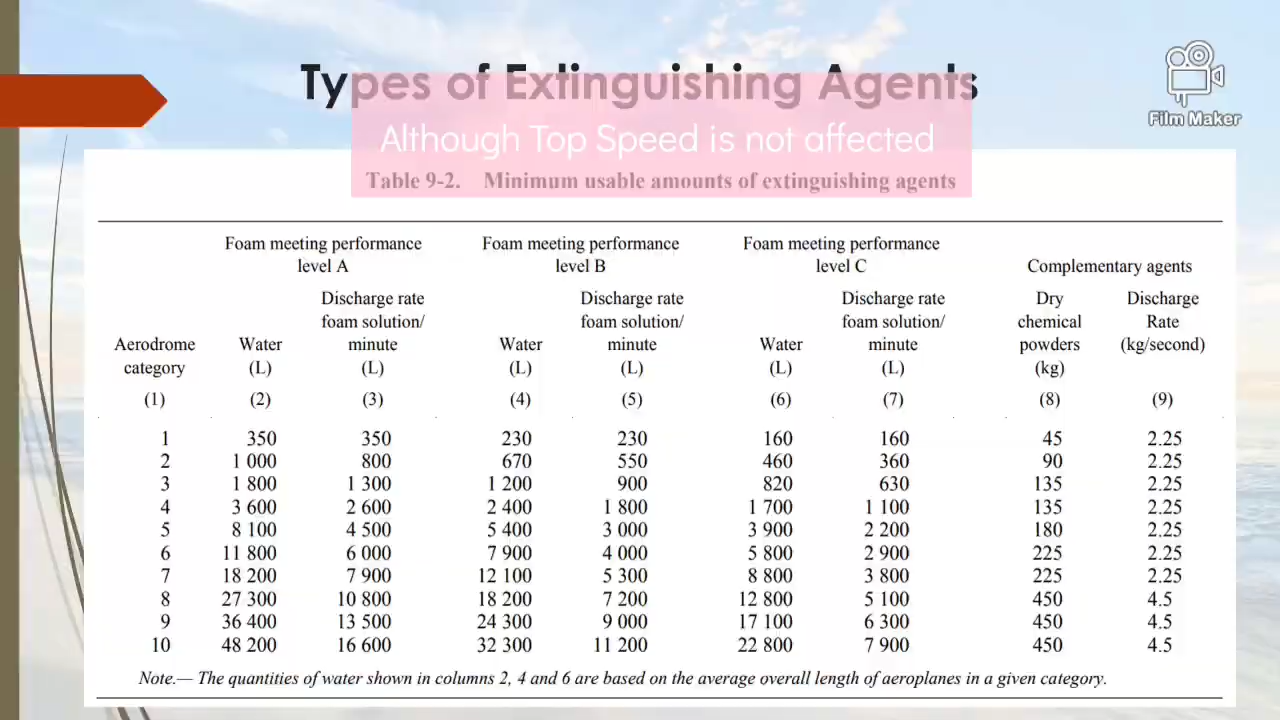 Types of Extinguishing Agents
Film Maker
Although Top Speed is not affected
Table 9-2. Minimum usable amounts of extinguishing agents
Foam meeting performance level A Foam meeting performance level B Foam meeting performance level C Complementary agents
Aerodrome category Water (L) Discharge rate foam solution/ minute (L) Water (L) Discharge rate foam solution/ minute (L) Water (L) Discharge rate foam solution/ minute (L) Dry chemical powders (kg) Discharge Rate (kg/second)
(1) (2) (3) (4) (5) (6) (7) (8) (9)
1 350 350 230 230 160 160 45 2.25
2 1 000 800 670 550 460 360 90 2.25
3 1 800 1 300 1 200 900 820 630 135 2.25
4 3 600 2 600 2 400 1 800 1 700 1 100 135 2.25
5 8 100 4 500 5 400 3 000 3 900 2 200 180 2.25
6 11 800 6 000 7 900 4 000 5 800 2 900 225 2.25
7 18 200 7 900 12 100 5 300 8 800 3 800 225 2.25
8 27 300 10 800 18 200 7 200 12 800 5 100 450 4.5
9 36 400 13 500 24 300 9 000 17 100 6 300 450 4.5
10 48 200 16 600 32 300 11 200 22 800 7 900 450 4.5
Note.— The quantities of water shown in columns 2, 4 and 6 are based on the average overall length of aeroplanes in a given category.